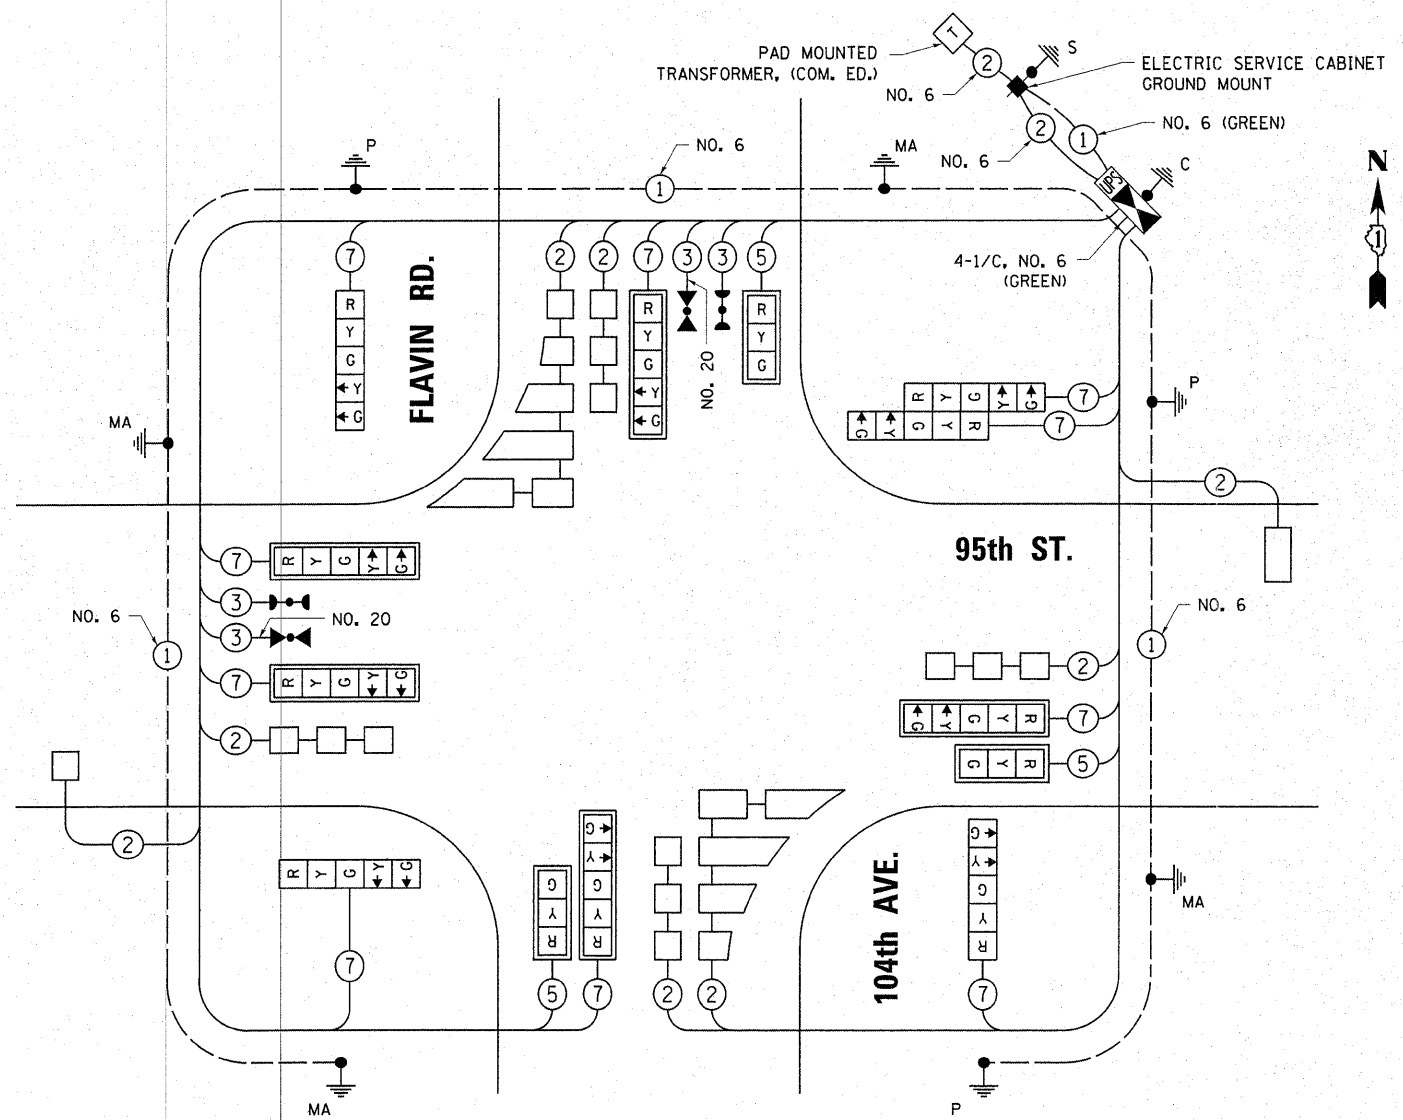 T
S
PAD MOUNTED
TRANSFORMER, (COM. ED.)
2
ELECTRIC SERVICE CABINET
GROUND MOUNT
NO. 6
2
1
NO. 6 (GREEN)
NO. 6
UPS
C
N
1
P
NO. 6
1
MA
4-1/C, NO. 6
(GREEN)
7
2
2
7
3
3
5
R
Y
G
Y
G
FLAVIN RD.
R
Y
G
Y
G
NO. 20
R
Y
G
R Y G Y G
7
P
G Y G Y R
7
MA
2
95th ST.
7
R Y G Y G
3
3
NO. 20
7
R Y G Y G
2
NO. 6
1
NO. 6
1
2
G Y G Y R
7
G Y R
5
2
R Y G Y G
7
G
Y
R
5
G
Y
G
Y
R
7
2
2
104th AVE.
G
Y
G
Y
R
7
MA
MA
P